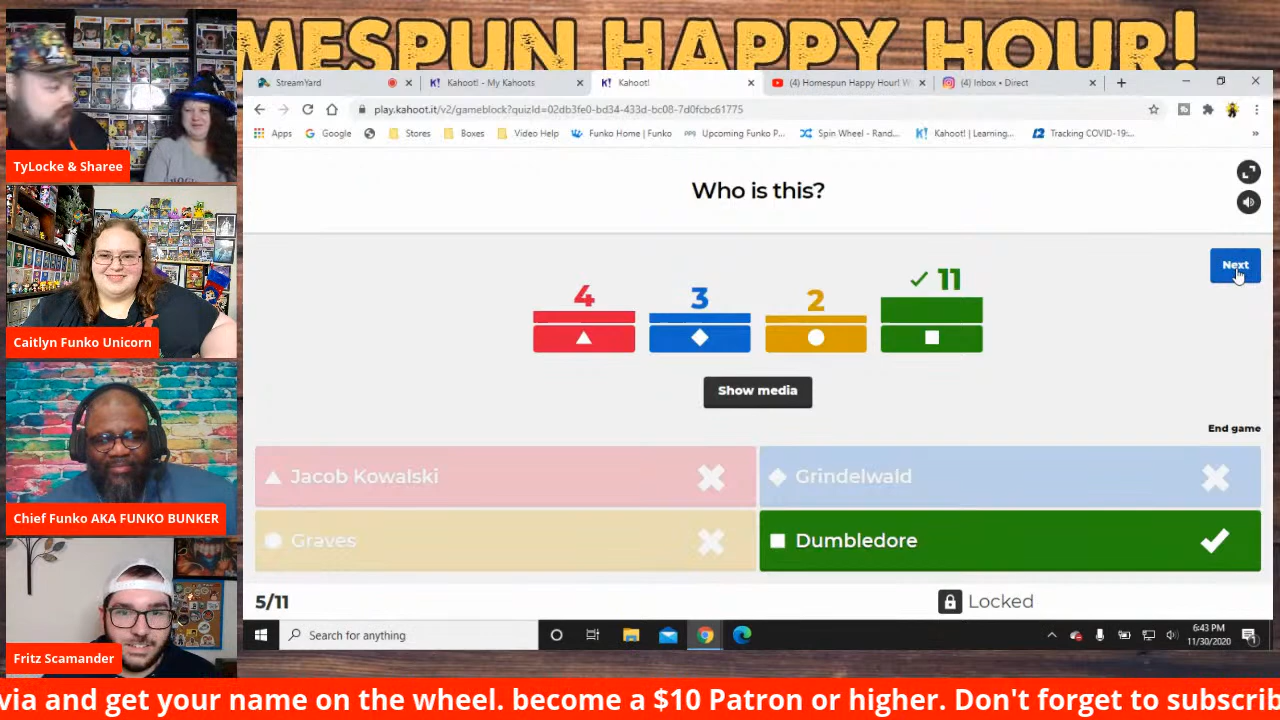 MESPUN HAPPY HOUR!
StreamYard
Kahoot! - My Kahoots
Kahoot!
(4) Homespun Happy Hour! W
(4) Inbox • Direct
play.kahoot.it/v2/gameblock?quizId=02db3fe0-bd34-433d-bc08-7d0fcbc61775
Apps
Google
Stores
Boxes
Video Help
Funko Home | Funko
Upcoming Funko P...
Spin Wheel - Rand...
Kahoot! | Learning...
Tracking COVID-19:...
TyLocke & Sharee
Who is this?
Next
4
3
2
11
Caitlyn Funko Unicorn
Show media
End game
Jacob Kowalski
Grindelwald
Chief Funko AKA FUNKO BUNKER
Graves
Dumbledore
5/11
Locked
Search for anything
6:43 PM
11/30/2020
Fritz Scamander
via and get your name on the wheel. become a $10 Patron or higher. Don't forget to subscrib